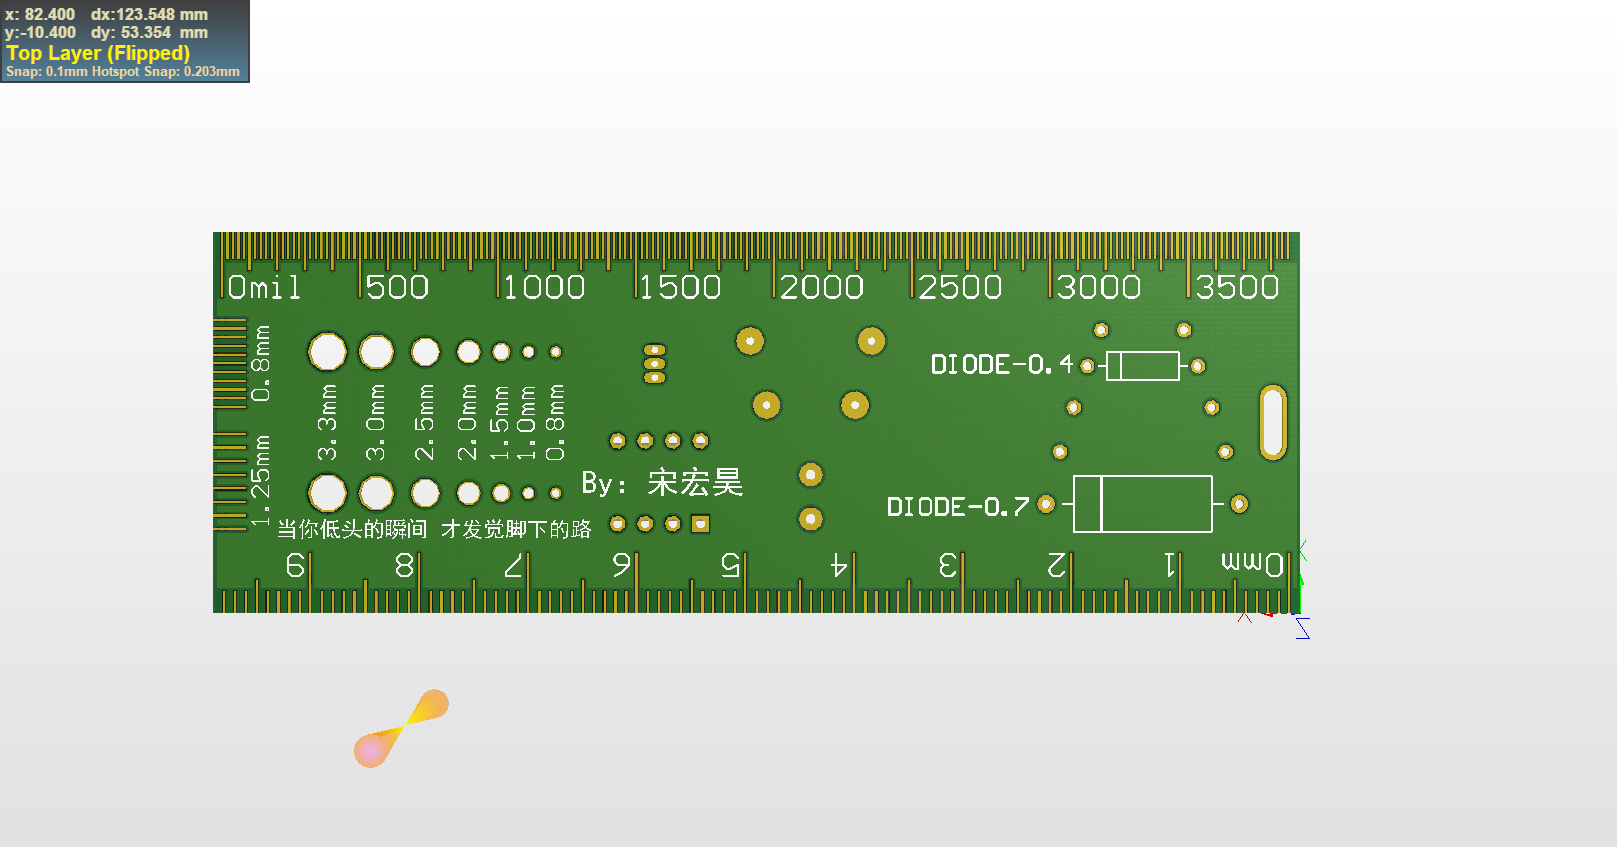 x: 82.400 dx:123.548 mm
y:-10.400 dy: 53.354 mm
Top Layer (Flipped)
Snap: 0.1mm Hotspot Snap: 0.203mm
0mil 500 1000 1500 2000 2500 3000 3500
0.8mm
1.25mm
3.3mm
3.0mm
2.5mm
2.0mm
1.5mm
1.0mm
0.8mm
DIODE-0.4
By: 宋宏昊
DIODE-0.7
当你低头的瞬间 才发觉脚下的路
0mm 1 2 3 4 5 6 7 8 9
X
Y
Z